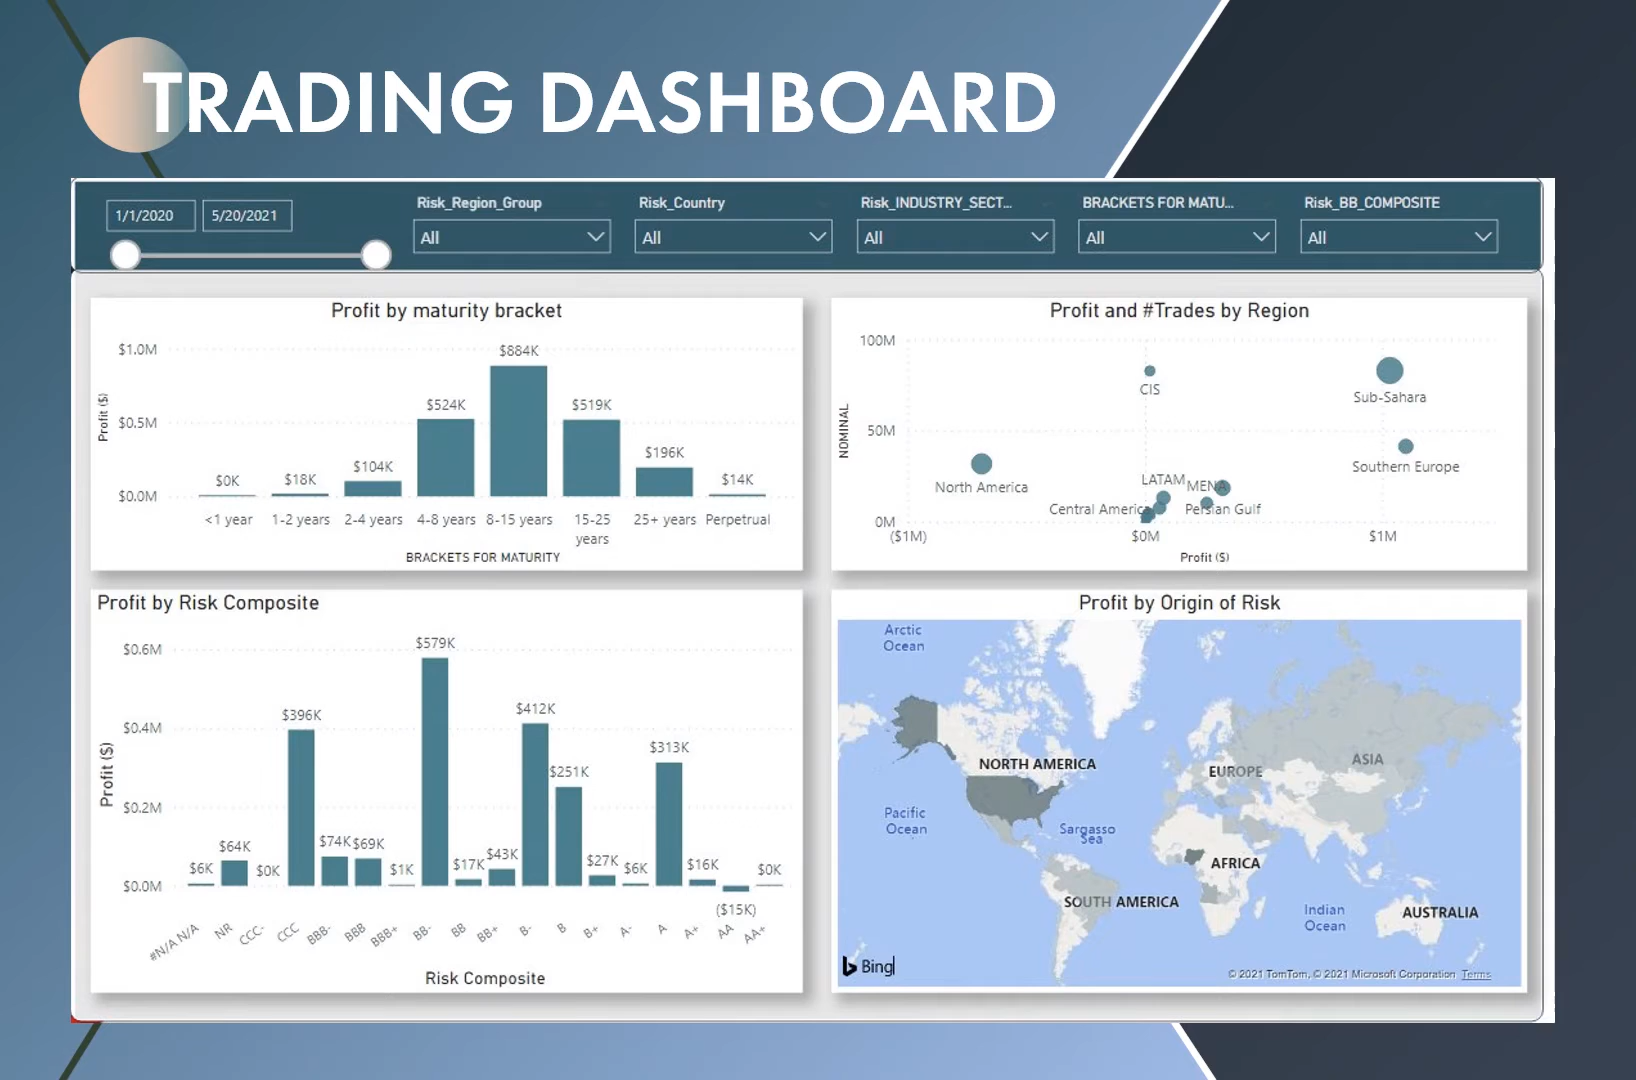 TRADING DASHBOARD
1/1/2020
5/20/2021
Risk_Region_Group
All
Risk_Country
All
Risk_INDUSTRY_SECT...
All
BRACKETS FOR MATU...
All
Risk_BB_COMPOSITE
All
Profit by maturity bracket
Profit ($)
$1.0M
$0.5M
$0.0M
$0K
$18K
$104K
$524K
$884K
$519K
$196K
$14K
<1 year
1-2 years
2-4 years
4-8 years
8-15 years
15-25
years
25+ years
Perpetrual
BRACKETS FOR MATURITY
Profit and #Trades by Region
NOMINAL
100M
50M
0M
CIS
Sub-Sahara
Southern Europe
North America
LATAM
MENA
Central America
Persian Gulf
($1M)
$0M
$1M
Profit ($)
Profit by Risk Composite
Profit ($)
$0.6M
$0.4M
$0.2M
$0.0M
$6K
$64K
$0K
$396K
$74K
$69K
$1K
$579K
$17K
$43K
$412K
$251K
$27K
$6K
$313K
$16K
($15K)
$0K
#N/A N/A
NR
CCC-
CCC
BBB-
BBB
BBB+
BB-
BB
BB+
B-
B
B+
A-
A
A+
AA
AA+
Risk Composite
Profit by Origin of Risk
Arctic
Ocean
NORTH AMERICA
EUROPE
ASIA
Pacific
Ocean
Sargasso
Sea
AFRICA
SOUTH AMERICA
Indian
Ocean
AUSTRALIA
Bing
© 2021 TomTom, © 2021 Microsoft Corporation Terms